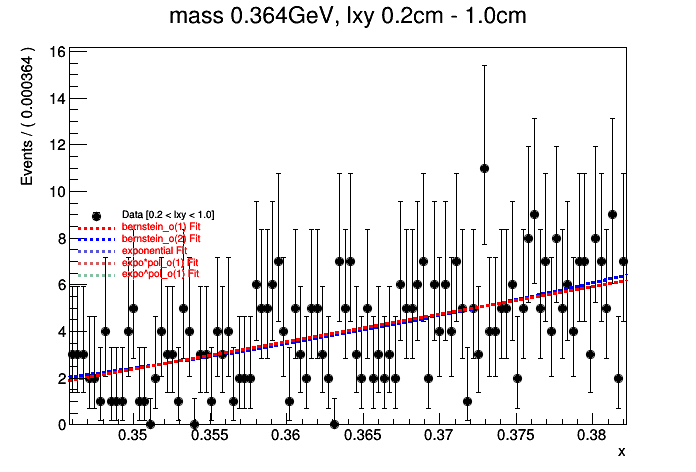 mass 0.364GeV, lxy 0.2cm - 1.0cm
Events / ( 0.000364 )
16
14
12
10
8
6
4
2
0
Data [0.2 < lxy < 1.0]
bernstein_o(1) Fit
bernstein_o(2) Fit
exponential Fit
expo*pol_o(1) Fit
expo*pol_o(1) Fit
0.35 0.355 0.36 0.365 0.37 0.375 0.38
x